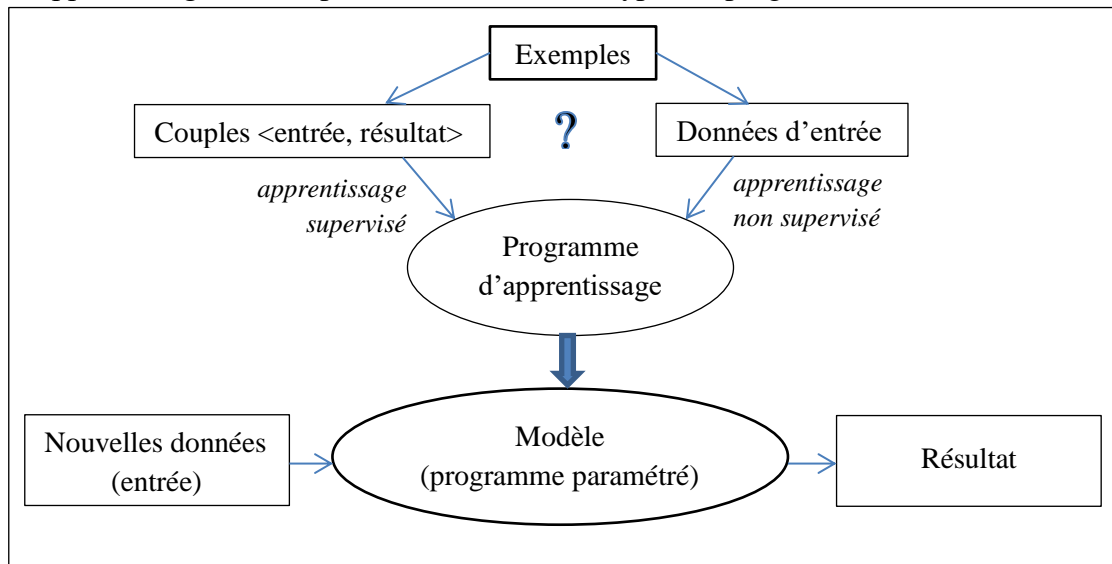 Exemples
?
Couples <entrée, résultat>
Données d’entrée
apprentissage
supervisé
apprentissage
non supervisé
Programme
d’apprentissage
Nouvelles données
(entrée)
Modèle
(programme paramétré)
Résultat